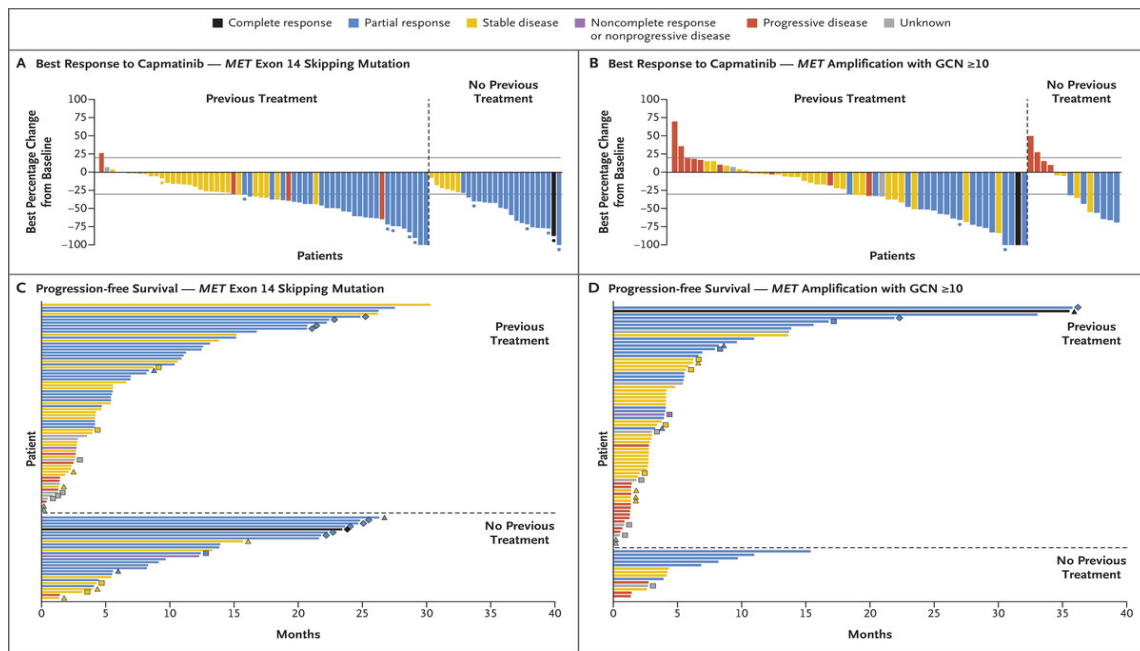 Complete response
Partial response
Stable disease
Noncomplete response
or nonprogressive disease
Progressive disease
Unknown
A Best Response to Capmatinib — MET Exon 14 Skipping Mutation
Previous Treatment
No Previous
Treatment
Best Percentage Change
from Baseline
100
75
50
25
0
−25
−50
−75
−100
Patients
B Best Response to Capmatinib — MET Amplification with GCN ≥10
Previous Treatment
No Previous
Treatment
Best Percentage Change
from Baseline
100
75
50
25
0
−25
−50
−75
−100
Patients
C Progression-free Survival — MET Exon 14 Skipping Mutation
Previous
Treatment
Patient
No Previous
Treatment
0 5 10 15 20 25 30 35 40
Months
D Progression-free Survival — MET Amplification with GCN ≥10
Previous
Treatment
Patient
No Previous
Treatment
0 5 10 15 20 25 30 35 40
Months